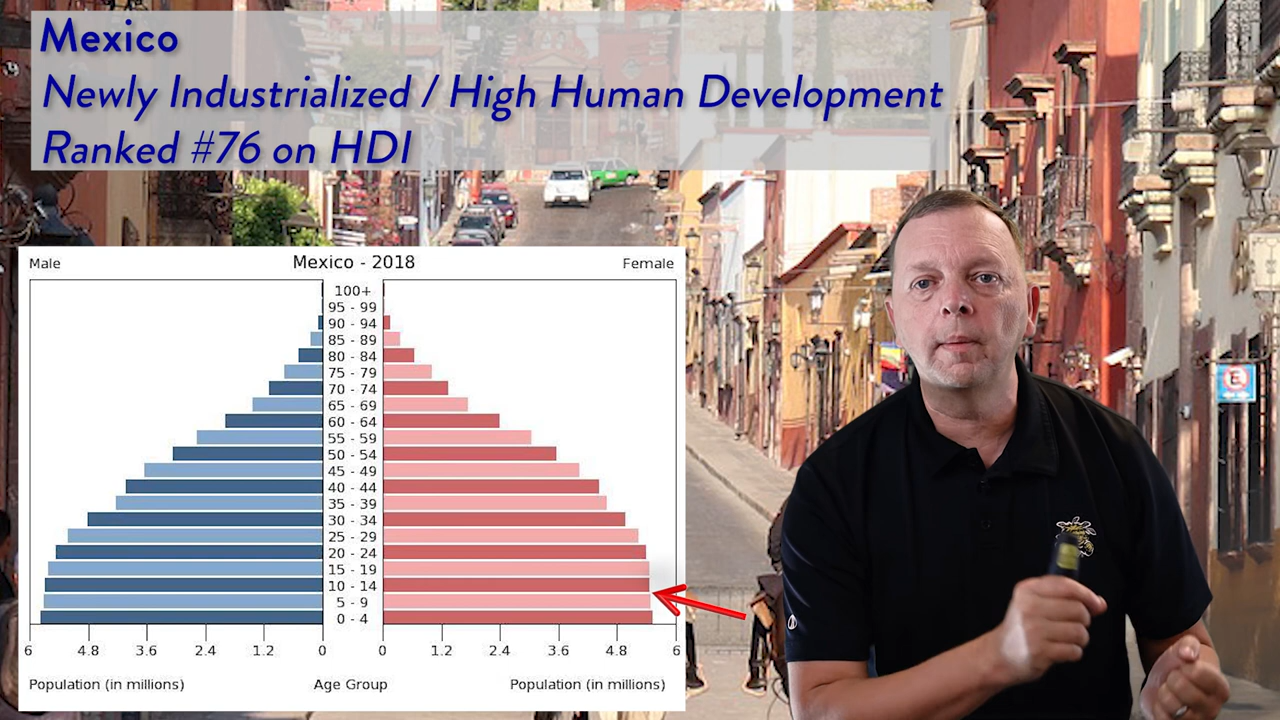 Mexico
Newly Industrialized / High Human Development
Ranked #76 on HDI
Male Mexico - 2018 Female
100+
95 - 99
90 - 94
85 - 89
80 - 84
75 - 79
70 - 74
65 - 69
60 - 64
55 - 59
50 - 54
45 - 49
40 - 44
35 - 39
30 - 34
25 - 29
20 - 24
15 - 19
10 - 14
5 - 9
0 - 4
6 4.8 3.6 2.4 1.2 0 0 1.2 2.4 3.6 4.8 6
Population (in millions) Age Group Population (in millions)
E